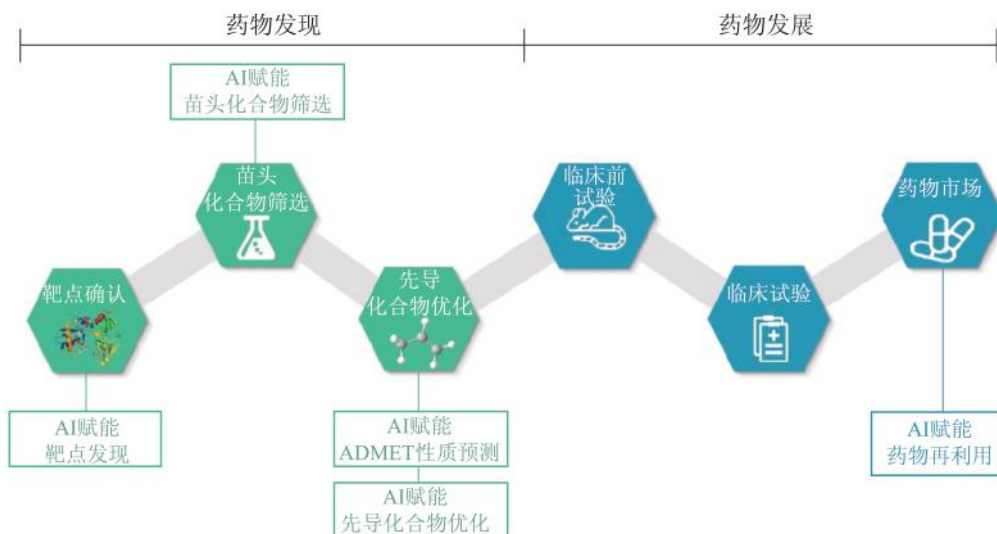 药物发现
药物发展
AI赋能
苗头化合物筛选
苗头
化合物筛选
临床前
试验
药物市场
靶点确认
先导
化合物优化
临床试验
AI赋能
靶点发现
AI赋能
ADMET性质预测
AI赋能
先导化合物优化
AI赋能
药物再利用